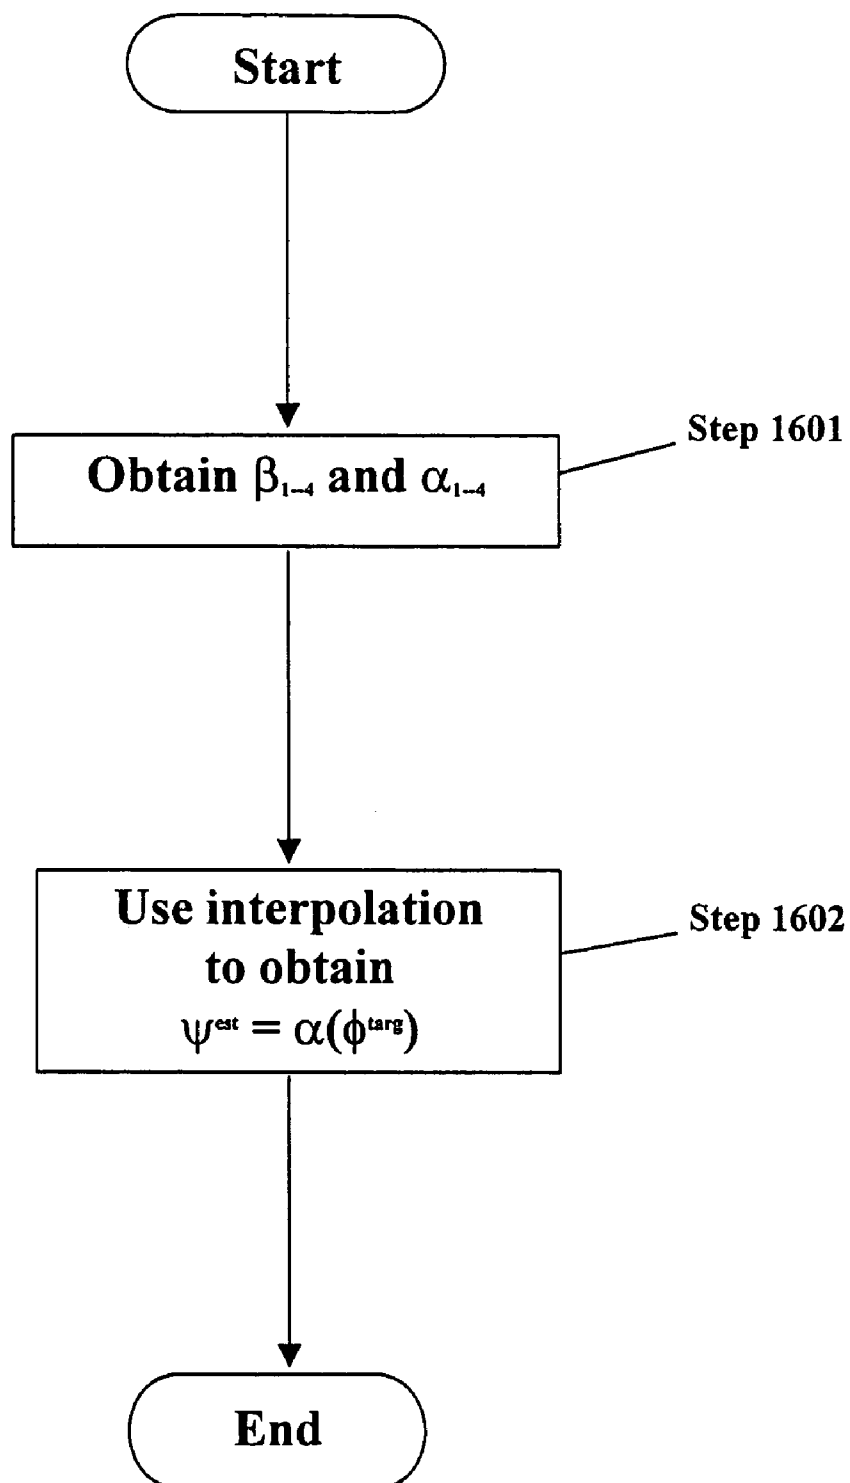 Start
Step 1601
Obtain β₁₋₄ and α₁₋₄
Use interpolation
Step 1602
to obtain
ψᵉˢᵗ = α(ϕᵗᵃʳᵍ)
End